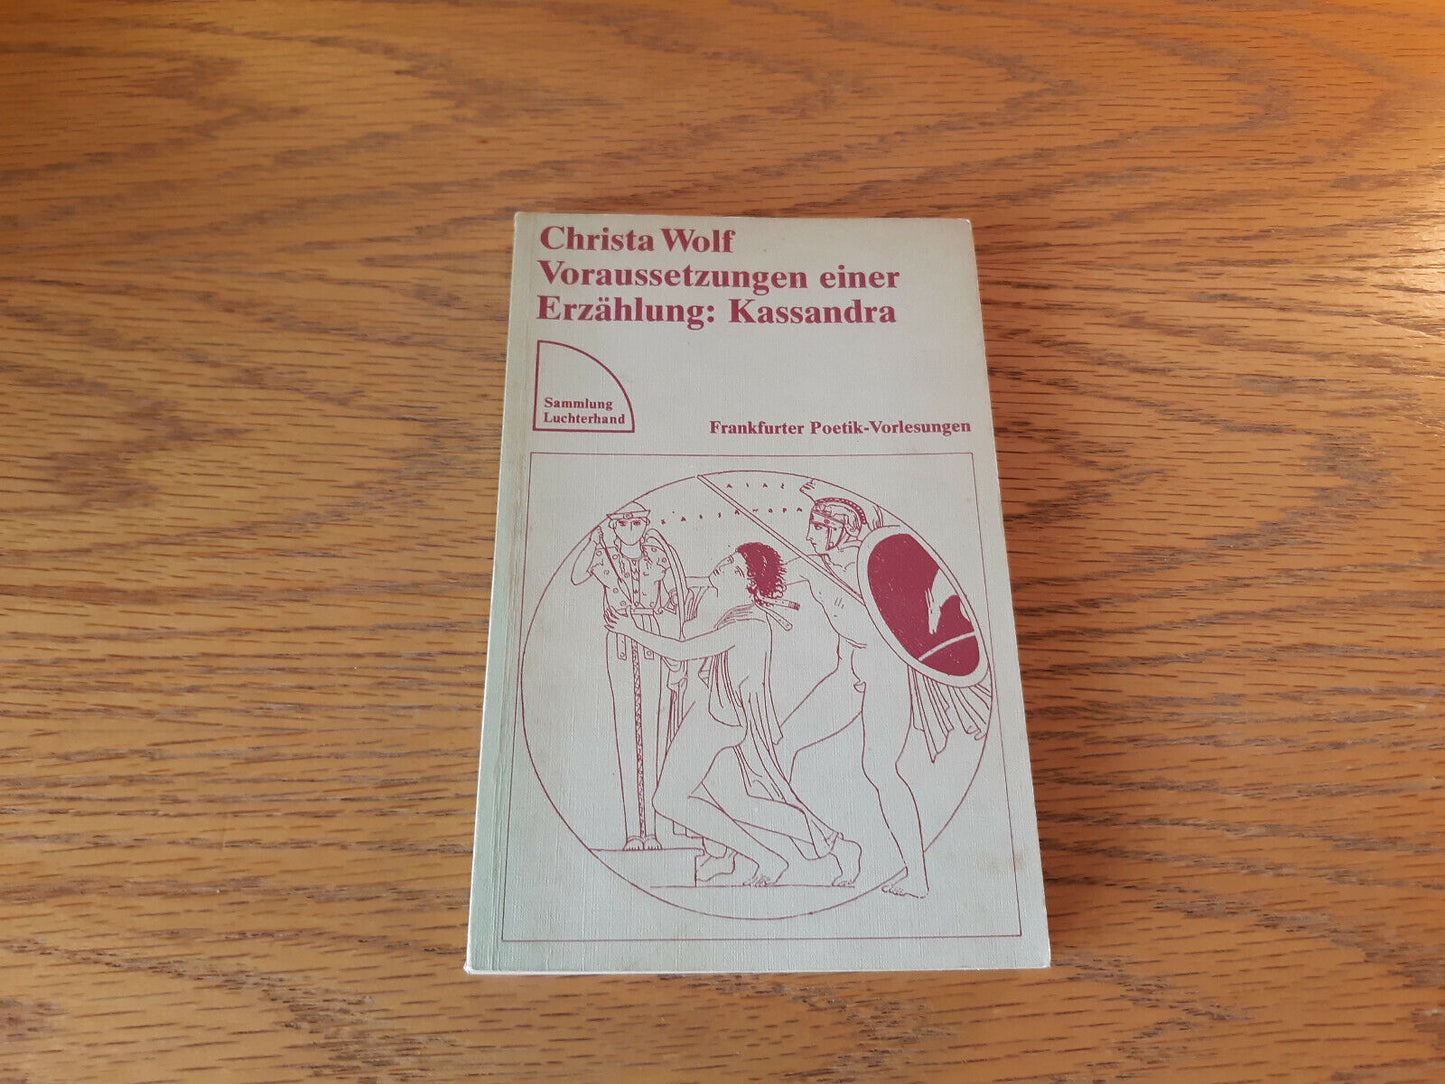 Christa Wolf
Voraussetzungen einer
Erzählung: Kassandra
Sammlung
Luchterhand
Frankfurter Poetik-Vorlesungen